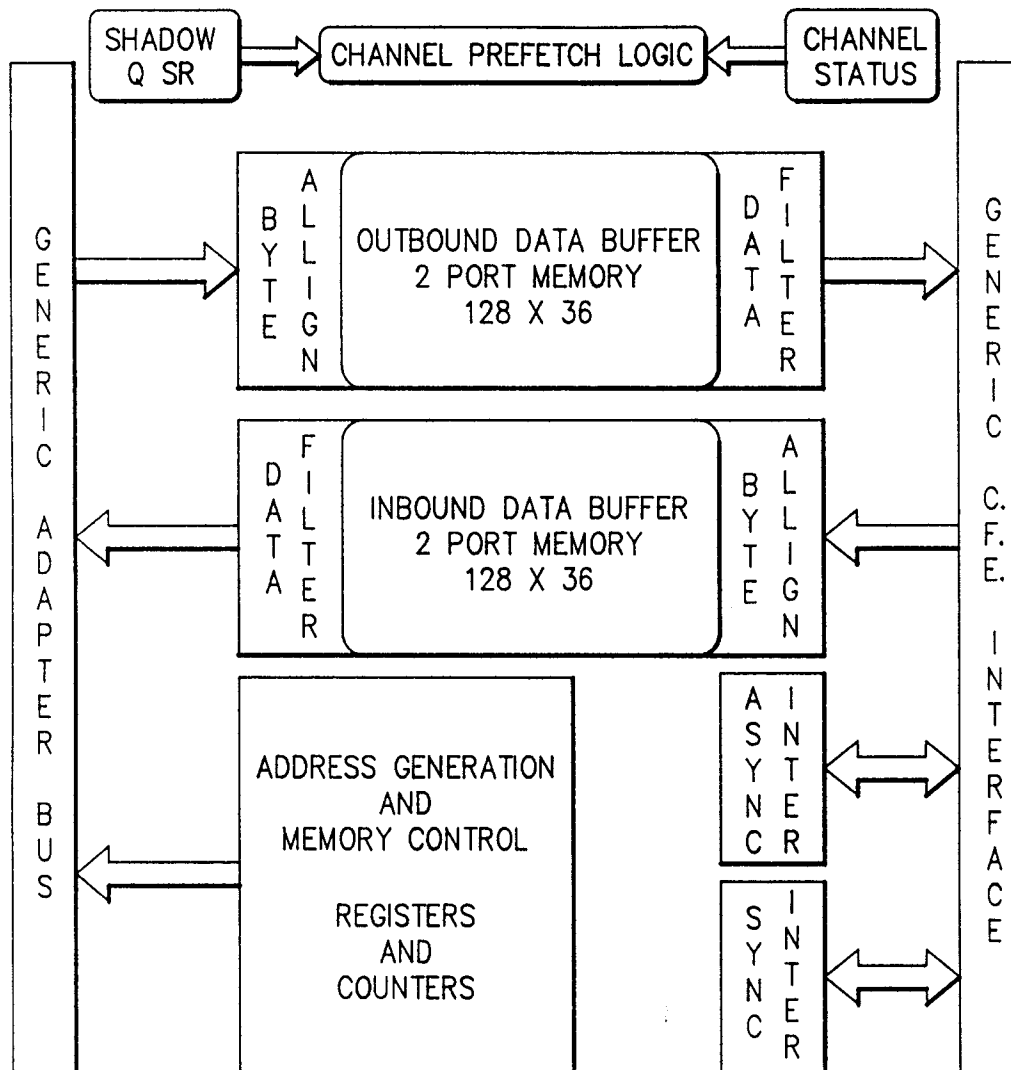 SHADOW
Q SR
CHANNEL PREFETCH LOGIC
CHANNEL
STATUS
GENERIC ADAPTER BUS
BYTE
ALLIGN
OUTBOUND DATA BUFFER
2 PORT MEMORY
128 X 36
DATA
FILTER
GENERIC C.F.E. INTERFACE
DATA
FILTER
INBOUND DATA BUFFER
2 PORT MEMORY
128 X 36
BYTE
ALLIGN
ADDRESS GENERATION
AND
MEMORY CONTROL
REGISTERS
AND
COUNTERS
ASYNC
INTER
SYNC
INTER